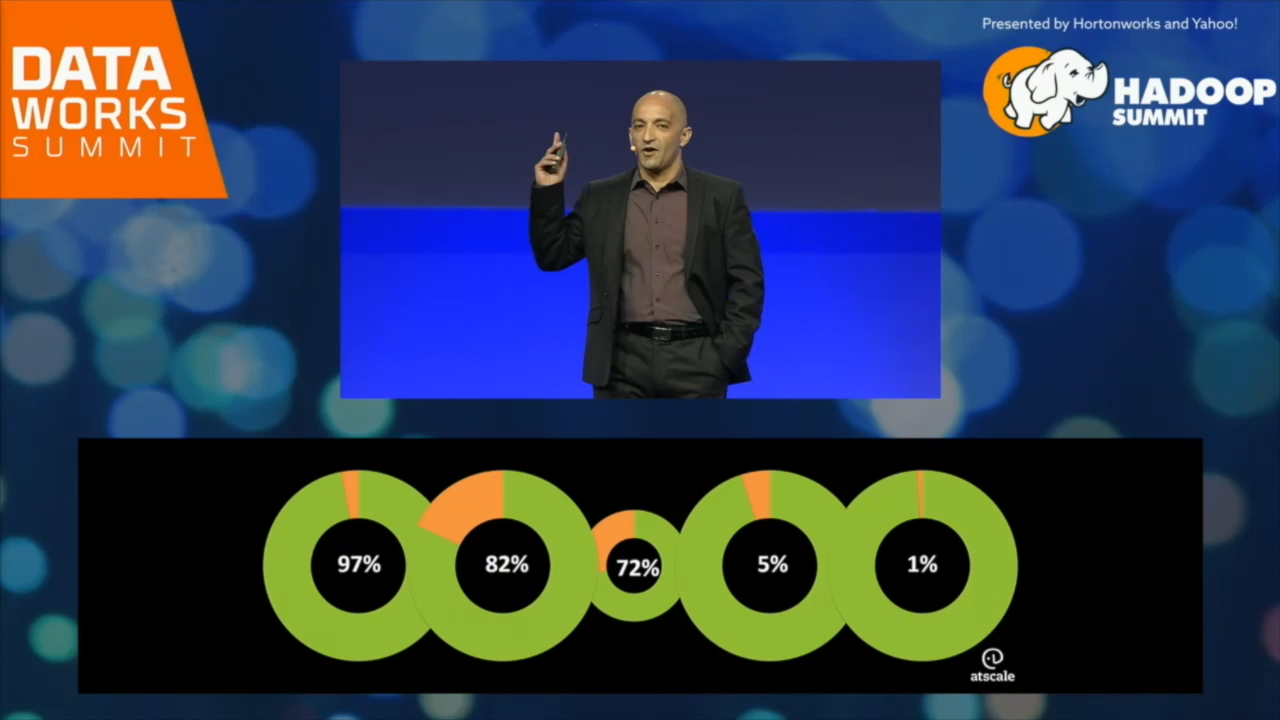 DATA
WORKS
SUMMIT
Presented by Hortonworks and Yahoo!
HADOOP
SUMMIT
97%
82%
72%
5%
1%
atscale